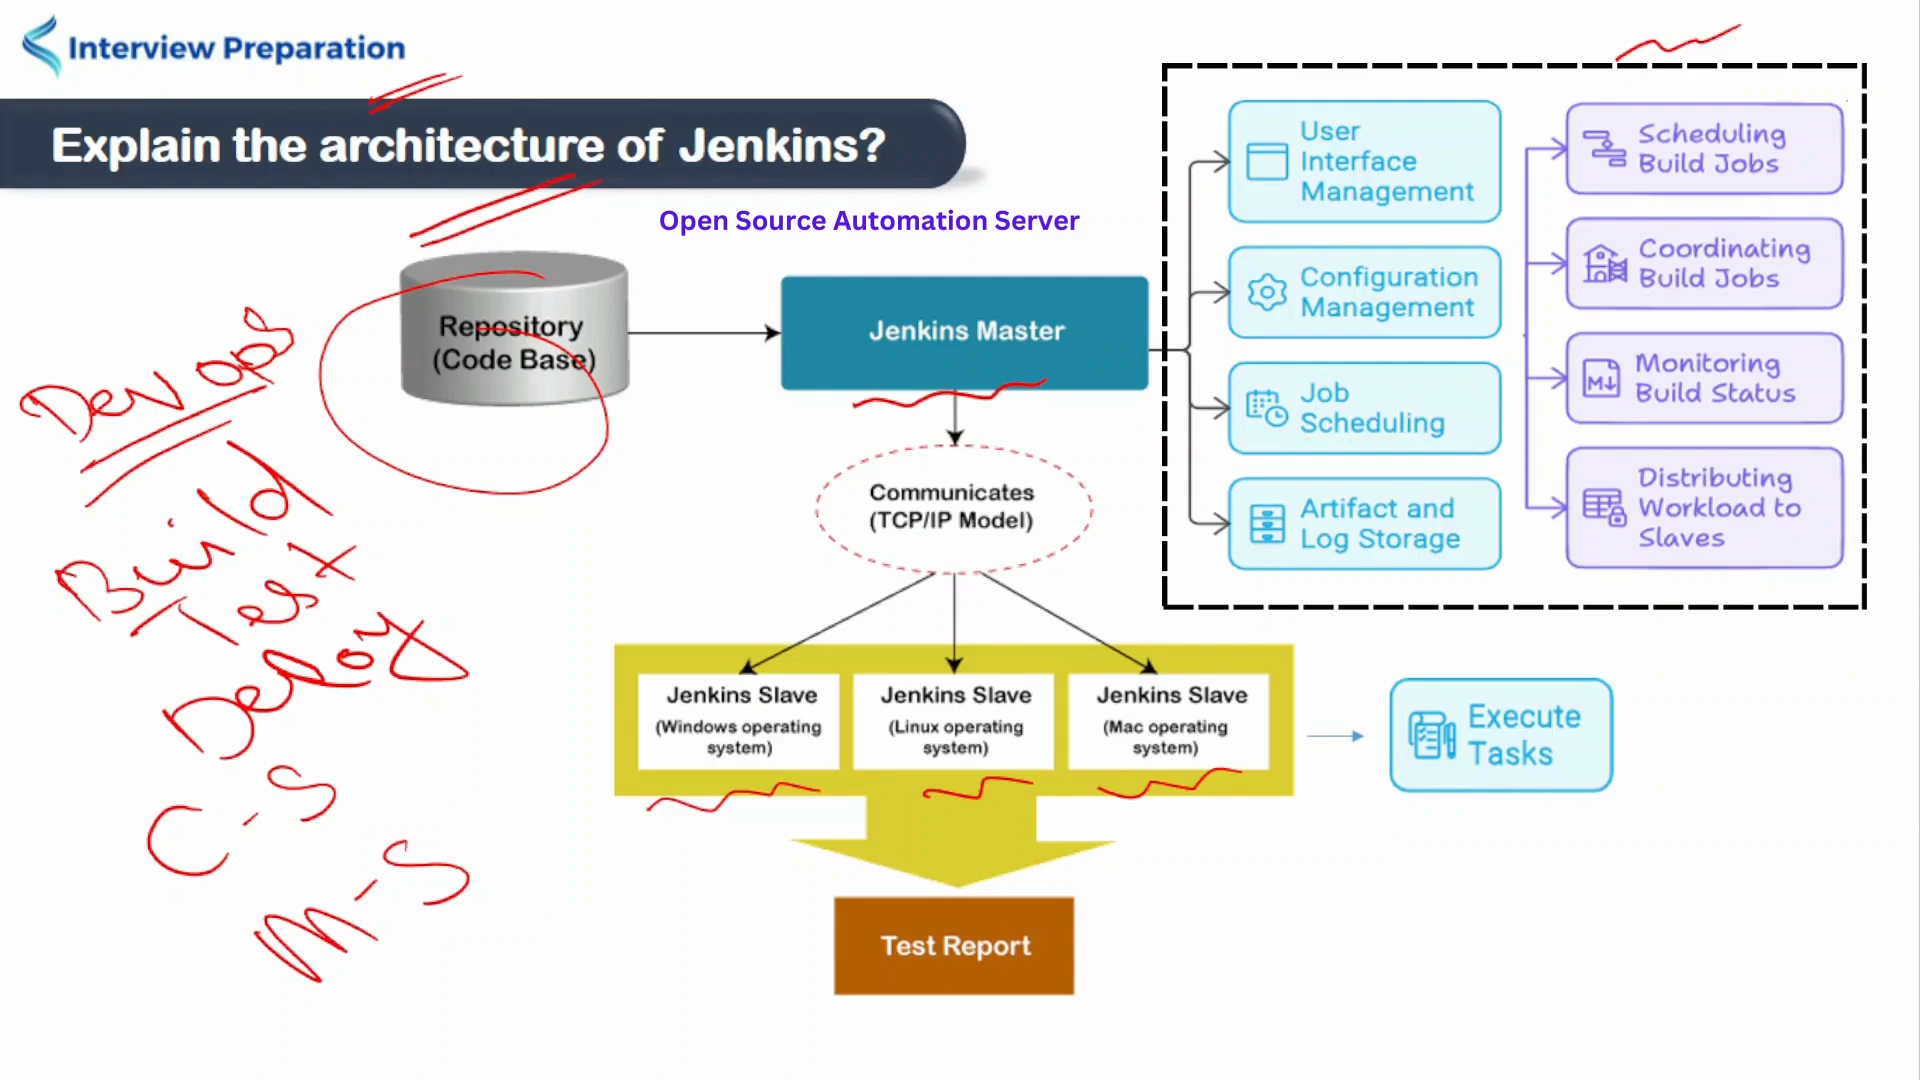 Interview Preparation
Explain the architecture of Jenkins?
Open Source Automation Server
Repository
(Code Base)
Jenkins Master
Communicates
(TCP/IP Model)
Jenkins Slave
(Windows operating
system)
Jenkins Slave
(Linux operating
system)
Jenkins Slave
(Mac operating
system)
Test Report
User
Interface
Management
Configuration
Management
Job
Scheduling
Artifact and
Log Storage
Scheduling
Build Jobs
Coordinating
Build Jobs
M
Monitoring
Build Status
Distributing
Workload to
Slaves
Execute
Tasks
Dev ops
Build
Test
Deploy
C-S
M-S